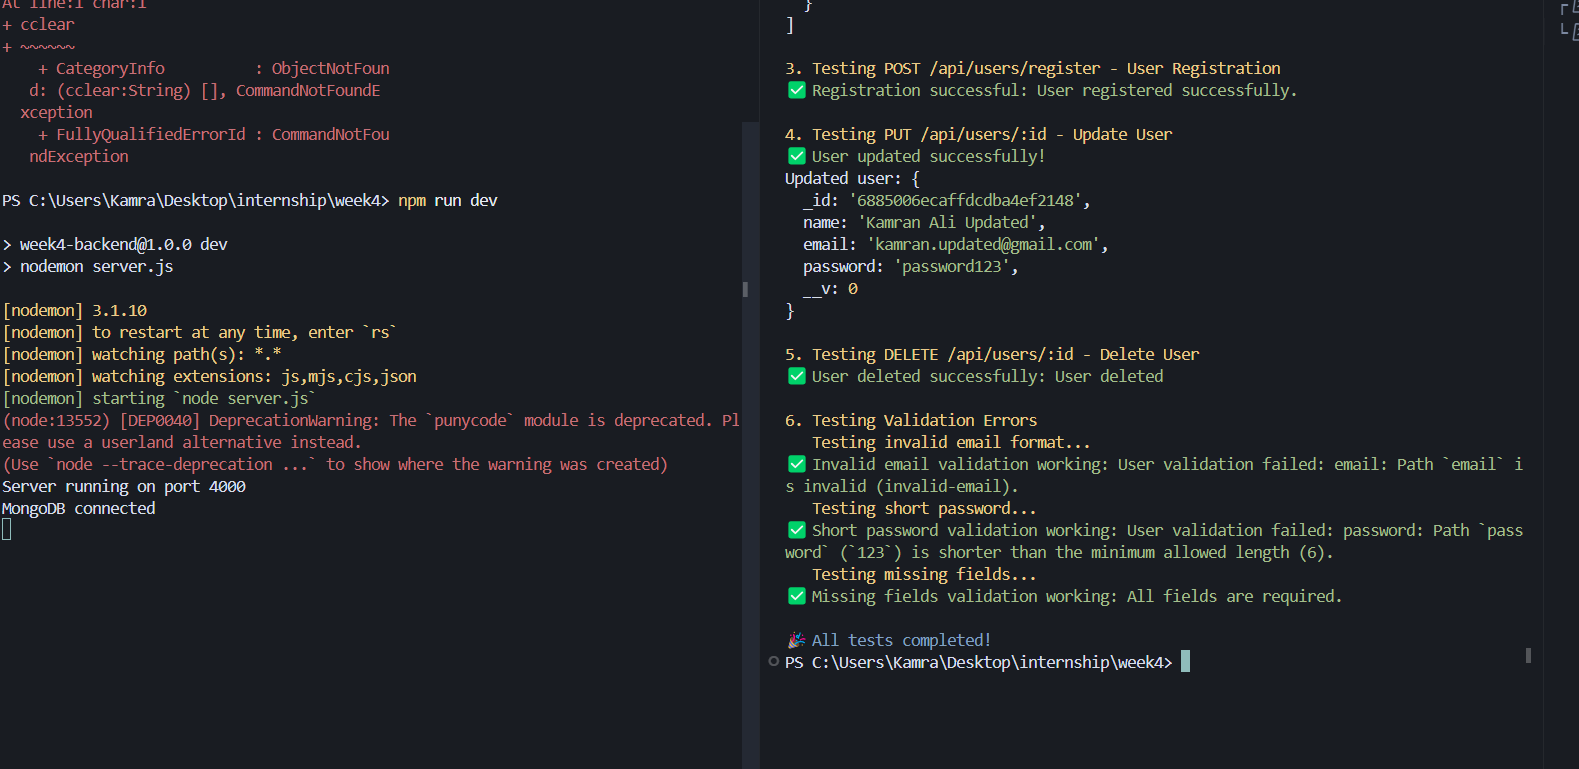 At line:1 char:1
+ cclear
+ ~~~~~~
    + CategoryInfo          : ObjectNotFoun
   d: (cclear:String) [], CommandNotFoundE
  xception
    + FullyQualifiedErrorId : CommandNotFou
   ndException
PS C:\Users\Kamra\Desktop\internship\week4> npm run dev
> week4-backend@1.0.0 dev
> nodemon server.js
[nodemon] 3.1.10
[nodemon] to restart at any time, enter `rs`
[nodemon] watching path(s): *.*
[nodemon] watching extensions: js,mjs,cjs,json
[nodemon] starting `node server.js`
(node:13552) [DEP0040] DeprecationWarning: The `punycode` module is deprecated. Pl
ease use a userland alternative instead.
(Use `node --trace-deprecation ...` to show where the warning was created)
Server running on port 4000
MongoDB connected
  }
]
3. Testing POST /api/users/register - User Registration
✅ Registration successful: User registered successfully.
4. Testing PUT /api/users/:id - Update User
✅ User updated successfully!
Updated user: {
  _id: '6885006ecaffdcdba4ef2148',
  name: 'Kamran Ali Updated',
  email: 'kamran.updated@gmail.com',
  password: 'password123',
  __v: 0
}
5. Testing DELETE /api/users/:id - Delete User
✅ User deleted successfully: User deleted
6. Testing Validation Errors
   Testing invalid email format...
✅ Invalid email validation working: User validation failed: email: Path `email` i
s invalid (invalid-email).
   Testing short password...
✅ Short password validation working: User validation failed: password: Path `pass
word` (`123`) is shorter than the minimum allowed length (6).
   Testing missing fields...
✅ Missing fields validation working: All fields are required.
🎉 All tests completed!
PS C:\Users\Kamra\Desktop\internship\week4>